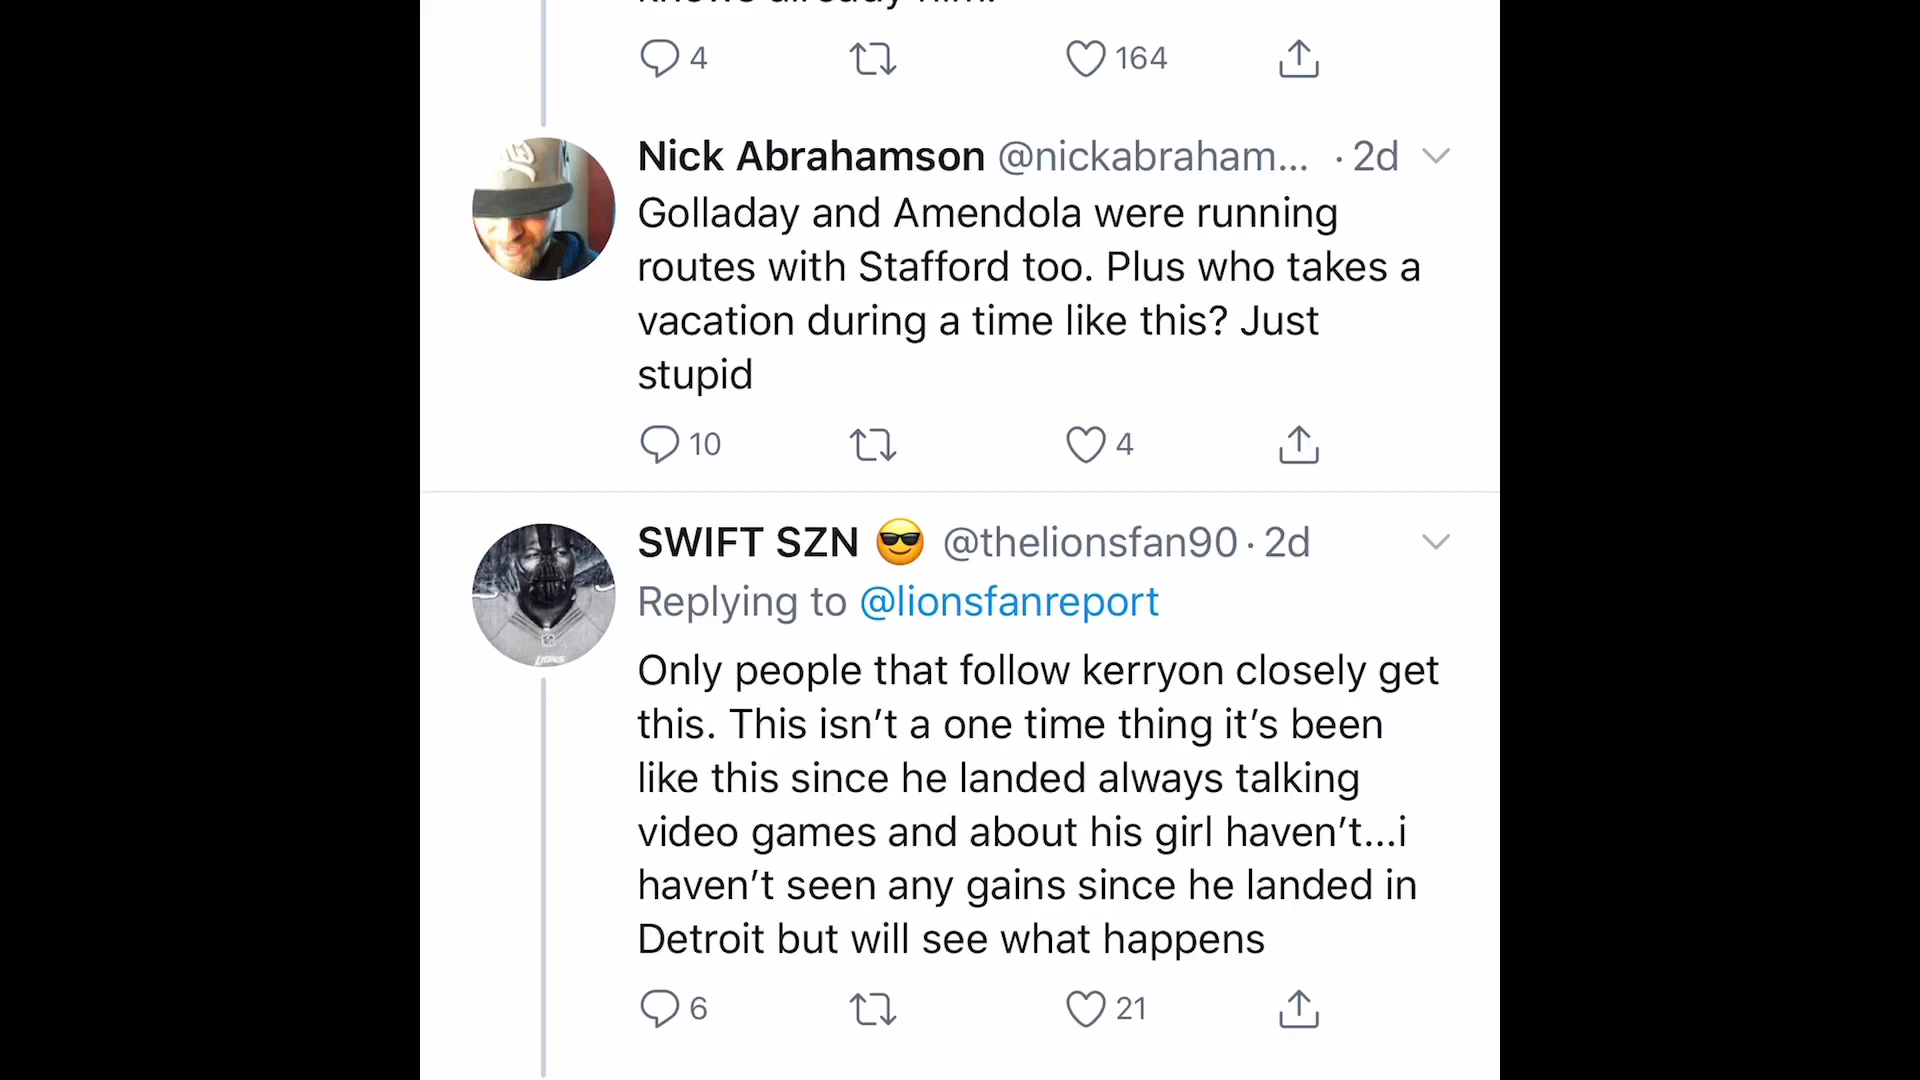 4 164
Nick Abrahamson @nickabraham... · 2d
Golladay and Amendola were running
routes with Stafford too. Plus who takes a
vacation during a time like this? Just
stupid
10 4
SWIFT SZN 😎 @thelionsfan90 · 2d
Replying to @lionsfanreport
Only people that follow kerryon closely get
this. This isn’t a one time thing it’s been
like this since he landed always talking
video games and about his girl haven’t...i
haven’t seen any gains since he landed in
Detroit but will see what happens
6 21